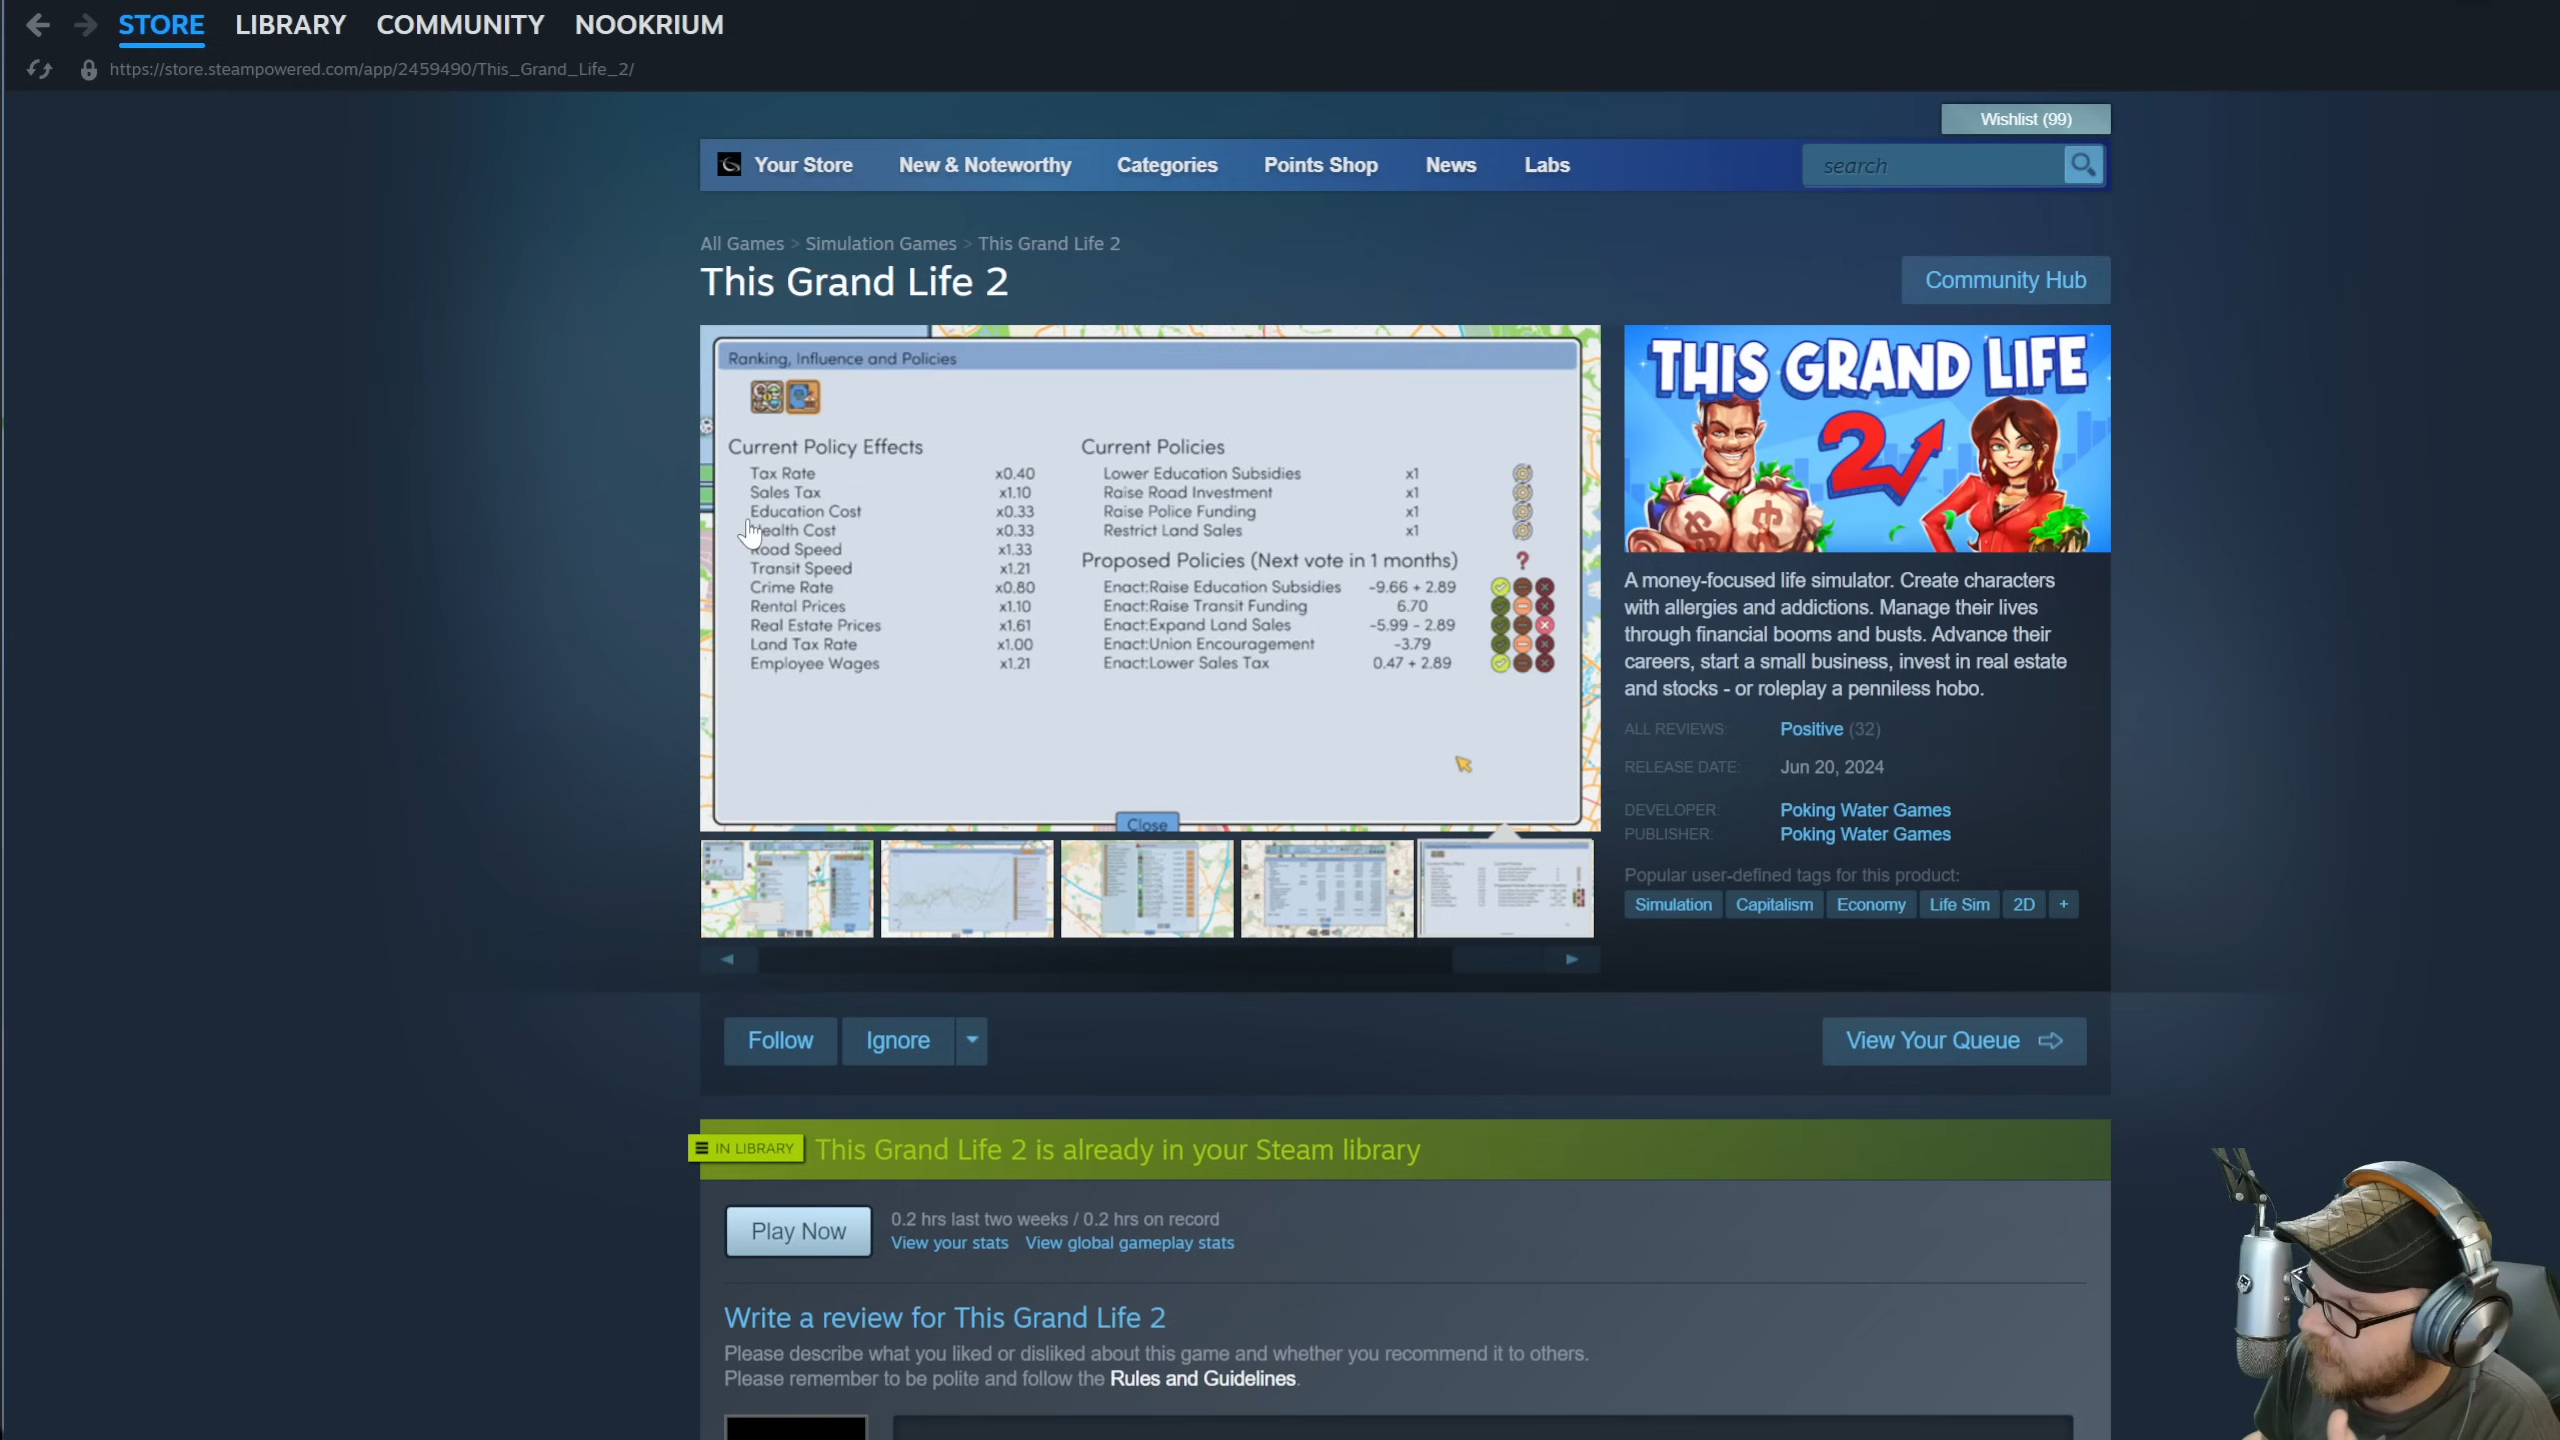 STORE LIBRARY COMMUNITY NOOKRIUM
https://store.steampowered.com/app/2459490/This_Grand_Life_2/
Wishlist (99)
Your Store New & Noteworthy Categories Points Shop News Labs search
All Games > Simulation Games > This Grand Life 2
This Grand Life 2
Community Hub
Ranking, Influence and Policies
Current Policy Effects
Tax Rate x0.40
Sales Tax x1.10
Education Cost x0.33
Health Cost x0.33
Road Speed x1.33
Transit Speed x1.21
Crime Rate x0.80
Rental Prices x1.10
Real Estate Prices x1.61
Land Tax Rate x1.00
Employee Wages x1.21
Current Policies
Lower Education Subsidies x1
Raise Road Investment x1
Raise Police Funding x1
Restrict Land Sales x1
Proposed Policies (Next vote in 1 months) ?
Enact:Raise Education Subsidies -9.66 + 2.89
Enact:Raise Transit Funding 6.70
Enact:Expand Land Sales -5.99 - 2.89
Enact:Union Encouragement -3.79
Enact:Lower Sales Tax 0.47 + 2.89
Close
THIS GRAND LIFE
2
A money-focused life simulator. Create characters
with allergies and addictions. Manage their lives
through financial booms and busts. Advance their
careers, start a small business, invest in real estate
and stocks - or roleplay a penniless hobo.
ALL REVIEWS: Positive (32)
RELEASE DATE: Jun 20, 2024
DEVELOPER: Poking Water Games
PUBLISHER: Poking Water Games
Popular user-defined tags for this product:
Simulation Capitalism Economy Life Sim 2D +
Follow Ignore View Your Queue
IN LIBRARY This Grand Life 2 is already in your Steam library
Play Now
0.2 hrs last two weeks / 0.2 hrs on record
View your stats View global gameplay stats
Write a review for This Grand Life 2
Please describe what you liked or disliked about this game and whether you recommend it to others.
Please remember to be polite and follow the Rules and Guidelines.